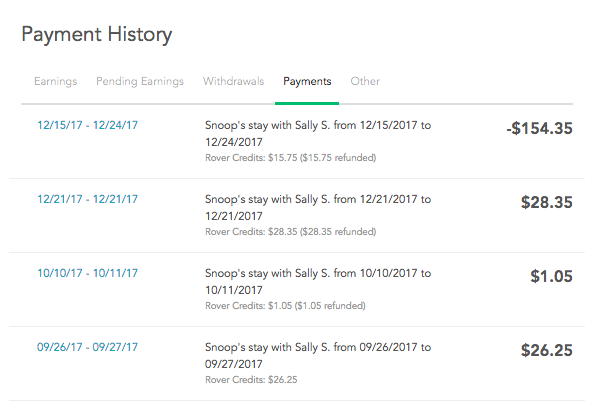 Payment History
Earnings Pending Earnings Withdrawals Payments Other
12/15/17 - 12/24/17 Snoop's stay with Sally S. from 12/15/2017 to -$154.35
12/24/2017
Rover Credits: $15.75 ($15.75 refunded)
12/21/17 - 12/21/17 Snoop's stay with Sally S. from 12/21/2017 to $28.35
12/21/2017
Rover Credits: $28.35 ($28.35 refunded)
10/10/17 - 10/11/17 Snoop's stay with Sally S. from 10/10/2017 to $1.05
10/11/2017
Rover Credits: $1.05 ($1.05 refunded)
09/26/17 - 09/27/17 Snoop's stay with Sally S. from 09/26/2017 to $26.25
09/27/2017
Rover Credits: $26.25